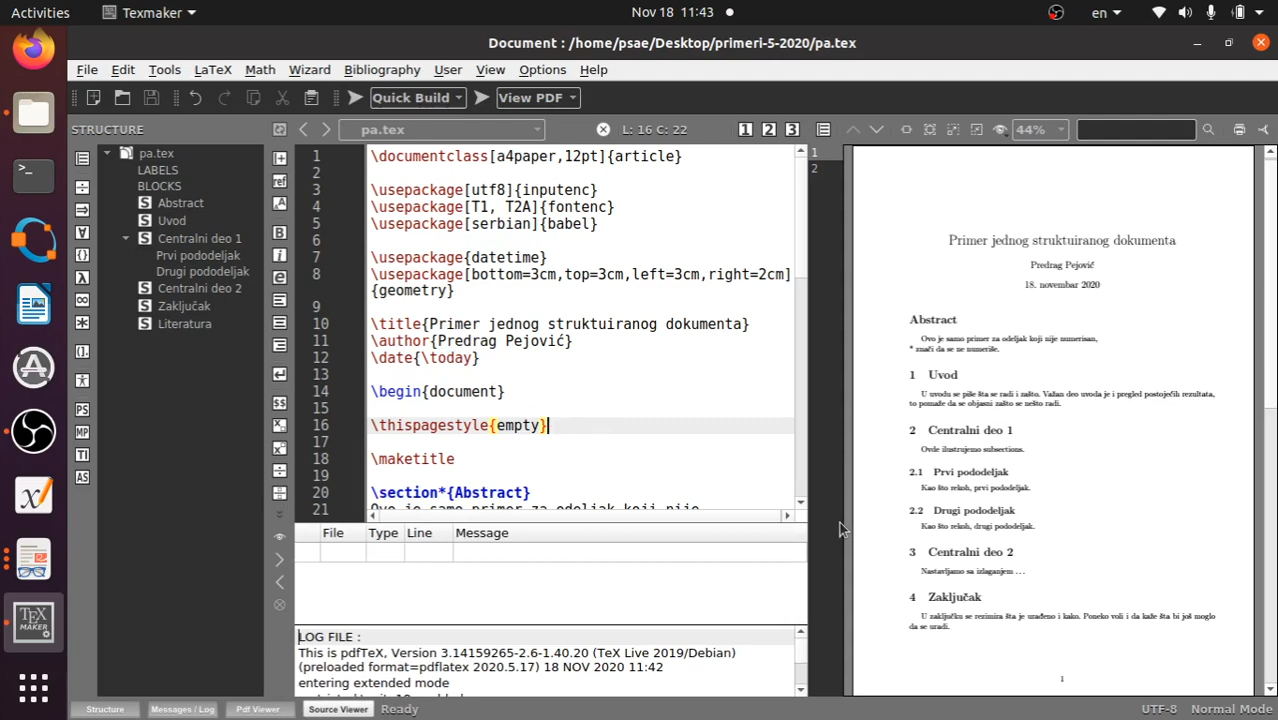 Activities
Texmaker
Nov 18 11:43
en
Document : /home/psae/Desktop/primeri-5-2020/pa.tex
File Edit Tools LaTeX Math Wizard Bibliography User View Options Help
Quick Build
View PDF
STRUCTURE
pa.tex
L: 16 C: 22
1 2 3
44%
pa.tex
LABELS
BLOCKS
Abstract
Uvod
Centralni deo 1
Prvi pododeljak
Drugi pododeljak
Centralni deo 2
Zaključak
Literatura
1 \documentclass[a4paper,12pt]{article}
2
3 \usepackage[utf8]{inputenc}
4 \usepackage[T1, T2A]{fontenc}
5 \usepackage[serbian]{babel}
6
7 \usepackage{datetime}
8 \usepackage[bottom=3cm,top=3cm,left=3cm,right=2cm]
{geometry}
9
10 \title{Primer jednog struktuiranog dokumenta}
11 \author{Predrag Pejović}
12 \date{\today}
13
14 \begin{document}
15
16 \thispagestyle{empty}
17
18 \maketitle
19
20 \section*{Abstract}
21 Ovo je samo primer za odeljak koji nije
File Type Line Message
LOG FILE :
This is pdfTeX, Version 3.14159265-2.6-1.40.20 (TeX Live 2019/Debian)
(preloaded format=pdflatex 2020.5.17) 18 NOV 2020 11:42
entering extended mode
1
2
Primer jednog struktuiranog dokumenta
Predrag Pejović
18. novembar 2020
Abstract
Ovo je samo primer za odeljak koji nije numerisan,
* znači da se ne numeriše.
1 Uvod
U uvodu se piše šta se radi i zašto. Važan deo uvoda je i pregled postojećih rezultata,
to pomaže da se objasni zašto se nešto radi.
2 Centralni deo 1
Ovde ilustrujemo subsections.
2.1 Prvi pododeljak
Kao što rekoh, prvi pododeljak.
2.2 Drugi pododeljak
Kao što rekoh, drugi pododeljak.
3 Centralni deo 2
Nastavljamo sa izlaganjem ...
4 Zaključak
U zaključku se rezimira šta je urađeno i kako. Poneko voli i da kaže šta bi još moglo
da se uradi.
1
Structure
Messages / Log
Pdf Viewer
Source Viewer
Ready
UTF-8
Normal Mode